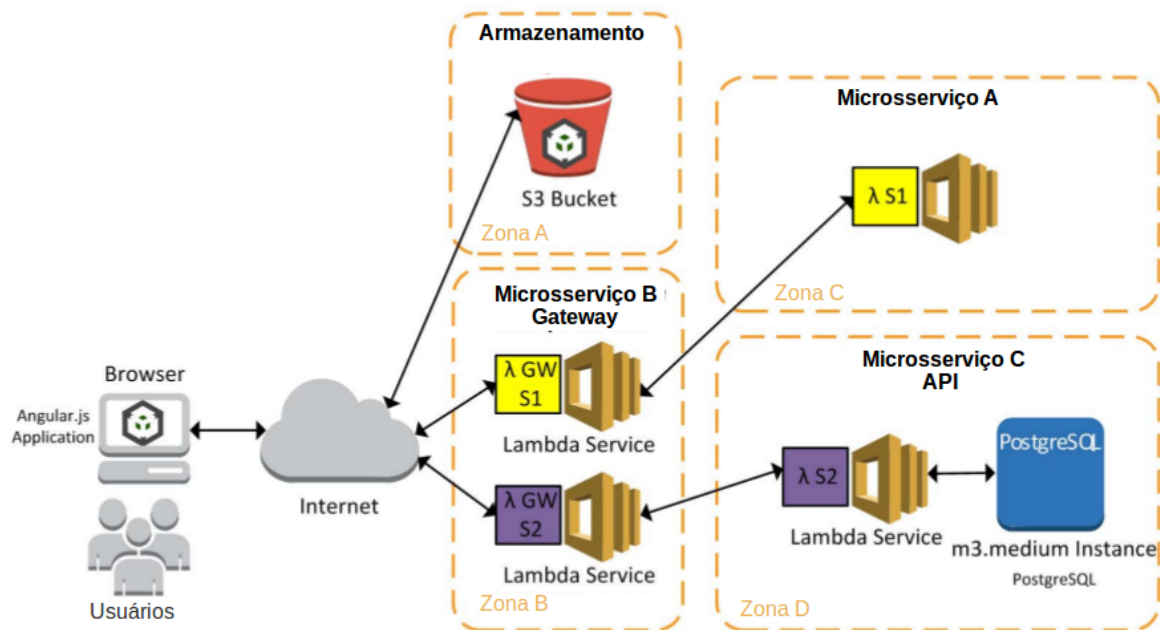 Armazenamento
S3 Bucket
Zona A
Microsserviço A
λ S1
Zona C
Microsserviço B
Gateway
λ GW
S1
Lambda Service
λ GW
S2
Lambda Service
Zona B
Microsserviço C
API
λ S2
Lambda Service
PostgreSQL
m3.medium Instance
PostgreSQL
Zona D
Browser
Angular.js
Application
Internet
Usuários